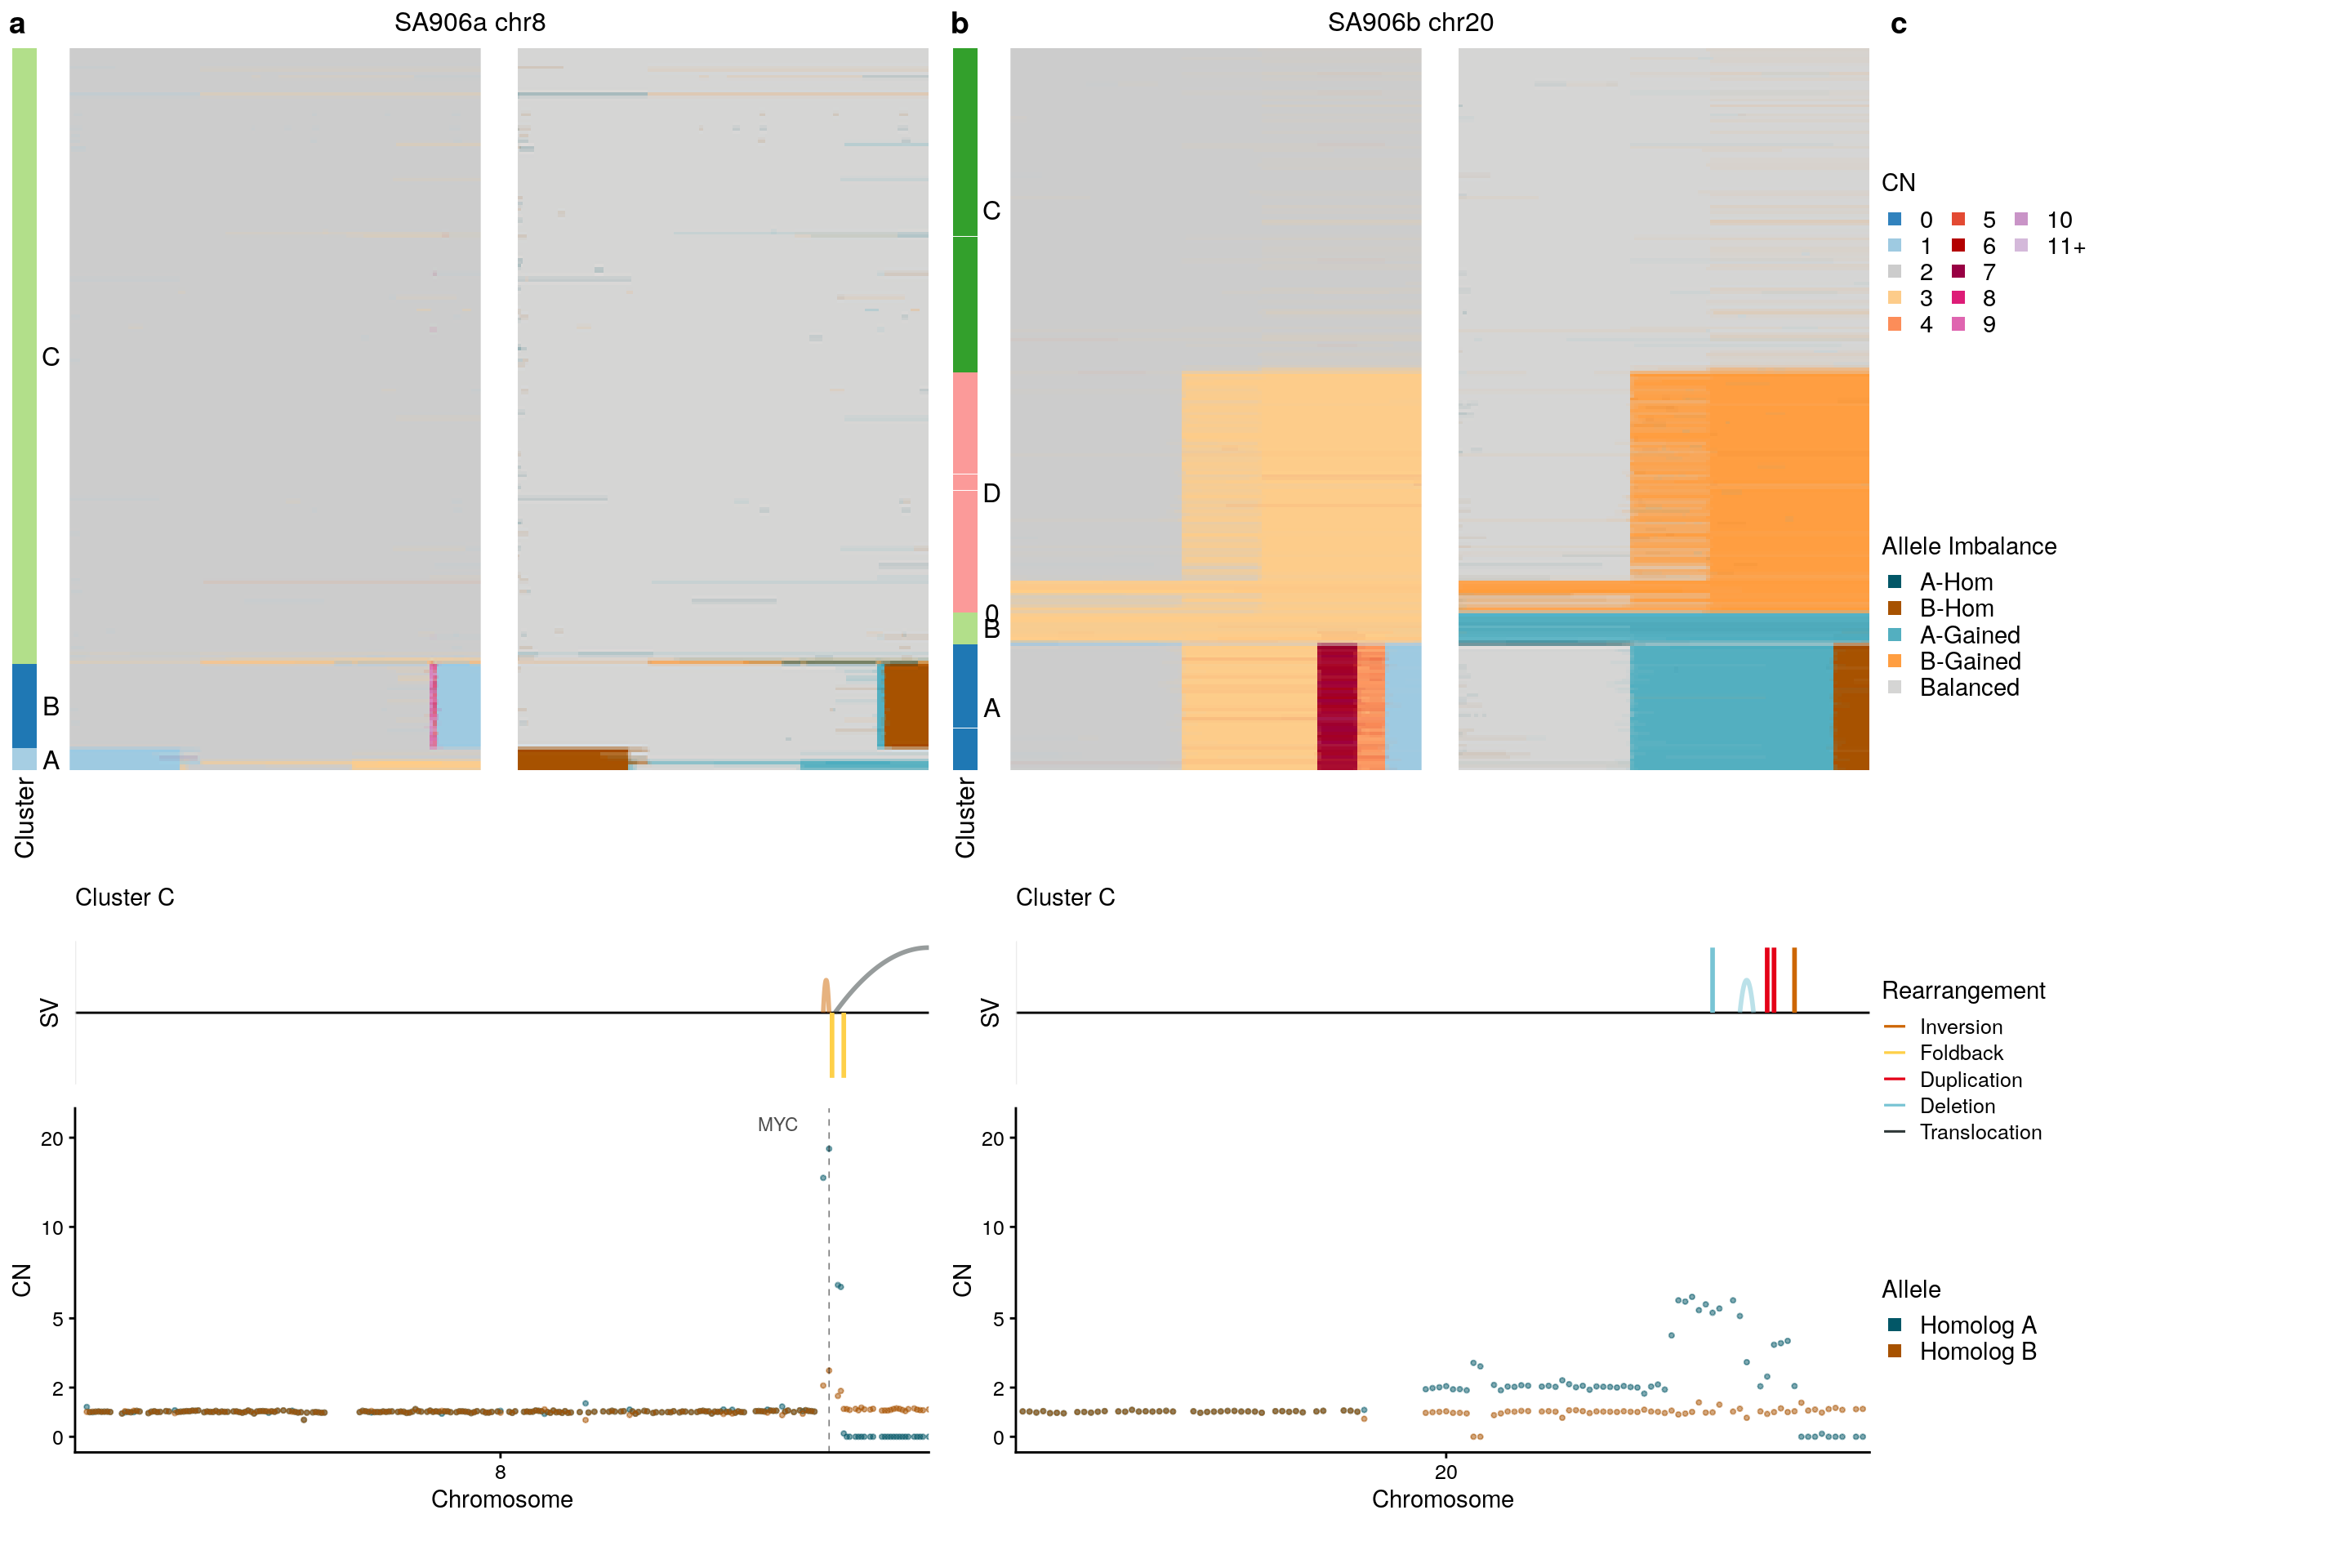 a
SA906a chr8
C
B
A
Cluster
b
SA906b chr20
C
D
0
B
A
Cluster
c
CN
0 5 10
1 6 11+
2 7
3 8
4 9
Allele Imbalance
A-Hom
B-Hom
A-Gained
B-Gained
Balanced
Cluster C
SV
MYC
CN
20
10
5
2
0
8
Chromosome
Cluster C
SV
CN
20
10
5
2
0
20
Chromosome
Rearrangement
Inversion
Foldback
Duplication
Deletion
Translocation
Allele
Homolog A
Homolog B